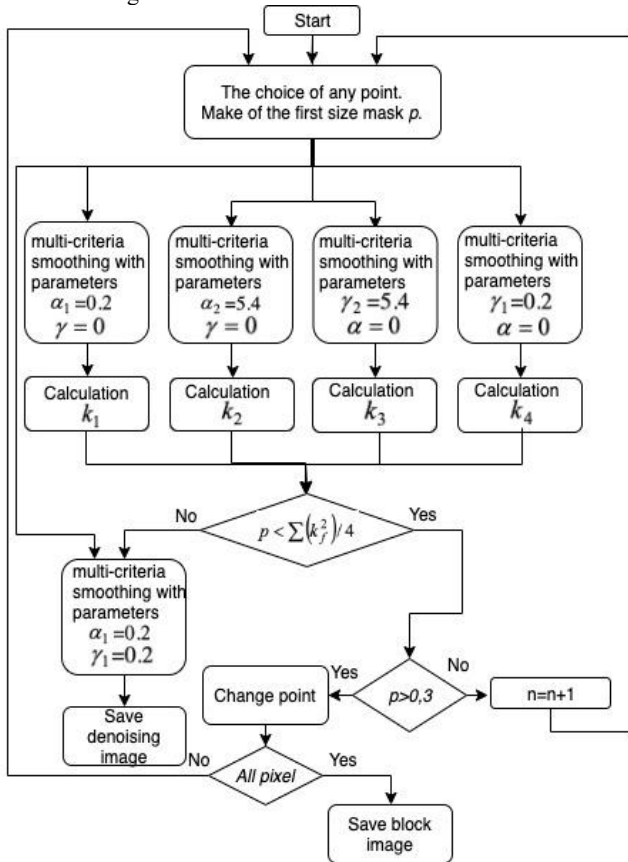 Start
The choice of any point.
Make of the first size mask p.
multi-criteria
smoothing with
parameters
α₁=0.2
γ = 0
multi-criteria
smoothing with
parameters
α₂=5.4
γ = 0
multi-criteria
smoothing with
parameters
γ₂=5.4
α = 0
multi-criteria
smoothing with
parameters
γ₁=0.2
α = 0
Calculation
k₁
Calculation
k₂
Calculation
k₃
Calculation
k₄
No
p < ∑(k_f^2)/4
Yes
multi-criteria
smoothing with
parameters
α₁=0.2
γ₁=0.2
Save
denoising
image
Yes
p>0,3
No
n=n+1
Change point
No
All pixel
Yes
Save block
image